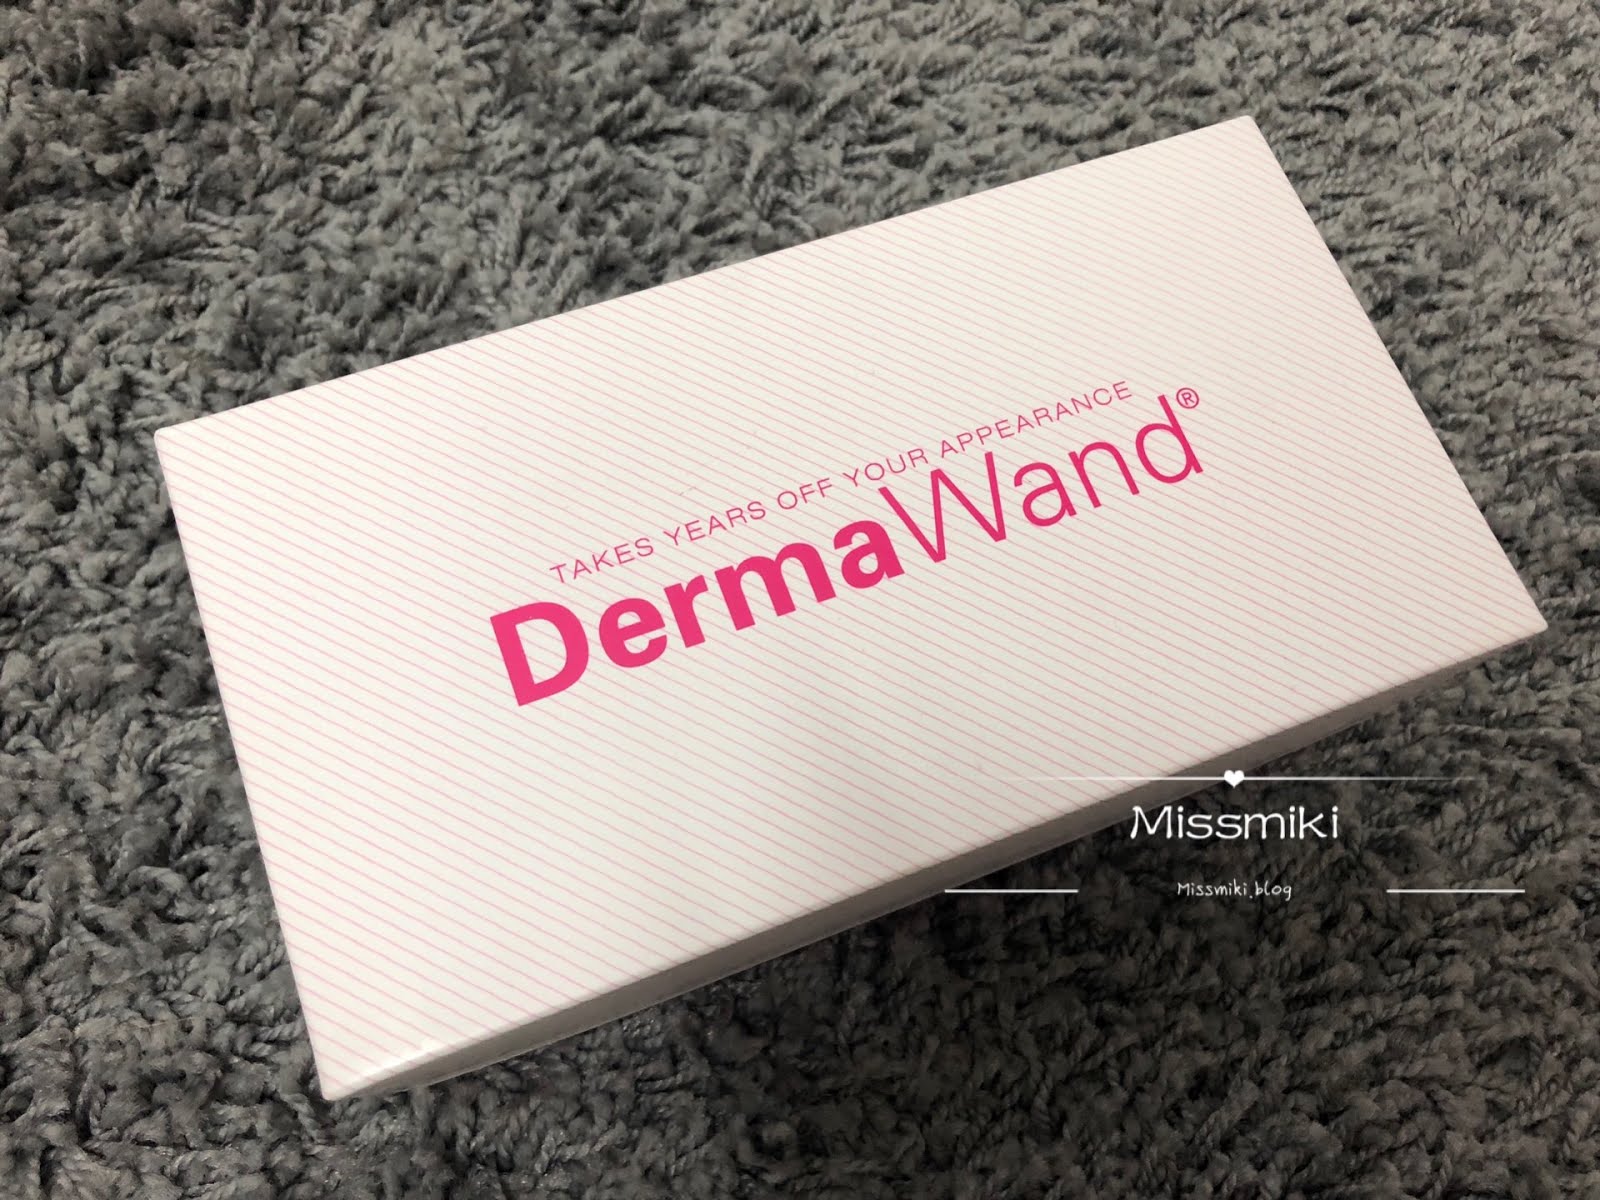 TAKES YEARS OFF YOUR APPEARANCE
DermaWand®
Missmiki
Missmiki.blog